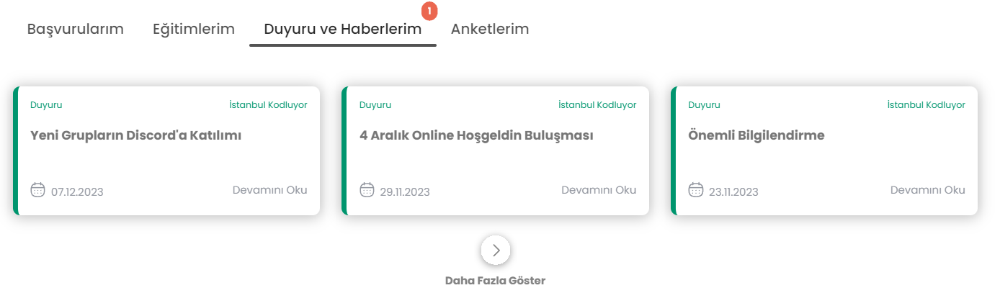 1
Başvurularım Eğitimlerim Duyuru ve Haberlerim Anketlerim
Duyuru İstanbul Kodluyor
Yeni Grupların Discord'a Katılımı
07.12.2023 Devamını Oku
Duyuru İstanbul Kodluyor
4 Aralık Online Hoşgeldin Buluşması
29.11.2023 Devamını Oku
Duyuru İstanbul Kodluyor
Önemli Bilgilendirme
23.11.2023 Devamını Oku
Daha Fazla Göster